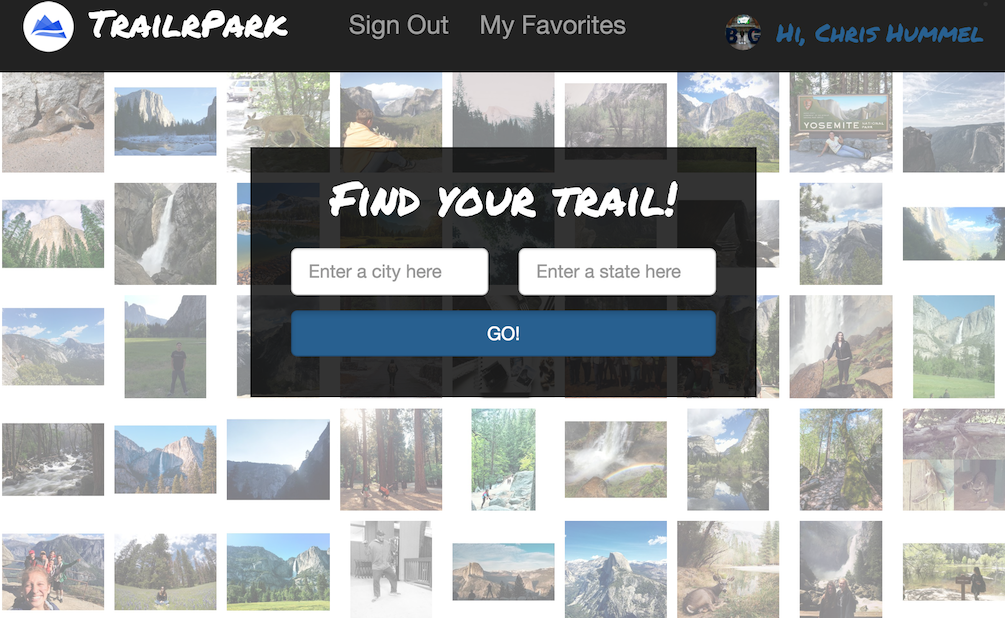 TrailrPark
Sign Out
My Favorites
Hi, Chris Hummel
YOSEMITE
Find your trail!
Enter a city here
Enter a state here
GO!